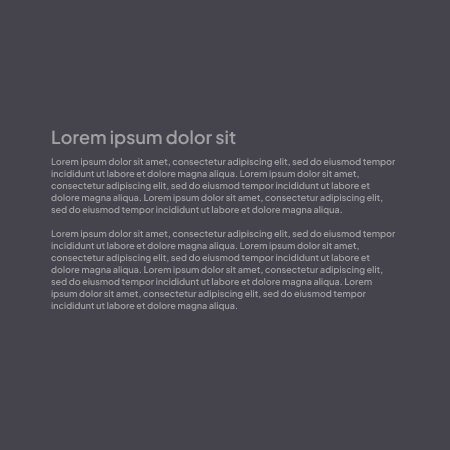 Lorem ipsum dolor sit
Lorem ipsum dolor sit amet, consectetur adipiscing elit, sed do eiusmod tempor
incididunt ut labore et dolore magna aliqua. Lorem ipsum dolor sit amet,
consectetur adipiscing elit, sed do eiusmod tempor incididunt ut labore et
dolore magna aliqua. Lorem ipsum dolor sit amet, consectetur adipiscing elit,
sed do eiusmod tempor incididunt ut labore et dolore magna aliqua.
Lorem ipsum dolor sit amet, consectetur adipiscing elit, sed do eiusmod tempor
incididunt ut labore et dolore magna aliqua. Lorem ipsum dolor sit amet,
consectetur adipiscing elit, sed do eiusmod tempor incididunt ut labore et
dolore magna aliqua. Lorem ipsum dolor sit amet, consectetur adipiscing elit,
sed do eiusmod tempor incididunt ut labore et dolore magna aliqua. Lorem
ipsum dolor sit amet, consectetur adipiscing elit, sed do eiusmod tempor
incididunt ut labore et dolore magna aliqua.